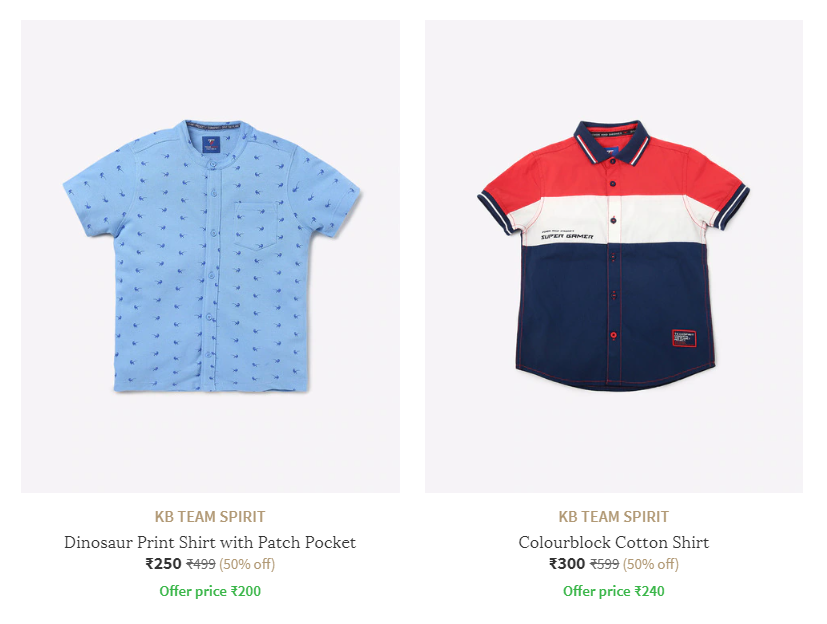 SUPER GAMER
KB TEAM SPIRIT
Dinosaur Print Shirt with Patch Pocket
₹250 ₹499 (50% off)
Offer price ₹200
KB TEAM SPIRIT
Colourblock Cotton Shirt
₹300 ₹599 (50% off)
Offer price ₹240